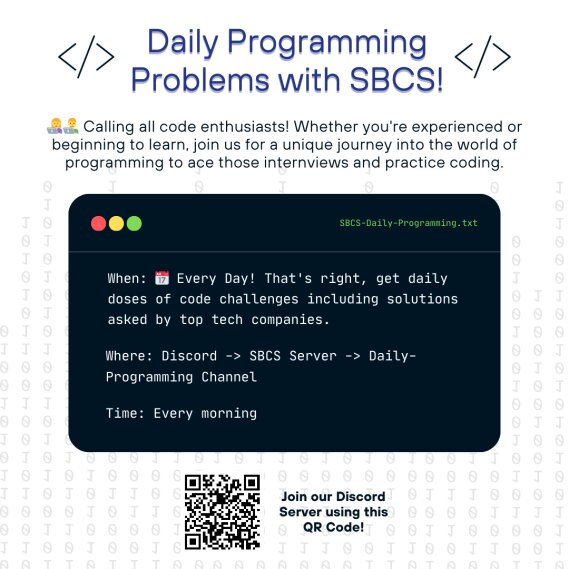 </> Daily Programming </>
Problems with SBCS!
👩‍💻👨‍💻 Calling all code enthusiasts! Whether you're experienced or
beginning to learn, join us for a unique journey into the world of
programming to ace those internviews and practice coding.
SBCS-Daily-Programming.txt
When: 📅 Every Day! That's right, get daily
doses of code challenges including solutions
asked by top tech companies.
Where: Discord -> SBCS Server -> Daily-
Programming Channel
Time: Every morning
Join our Discord
Server using this
QR Code!